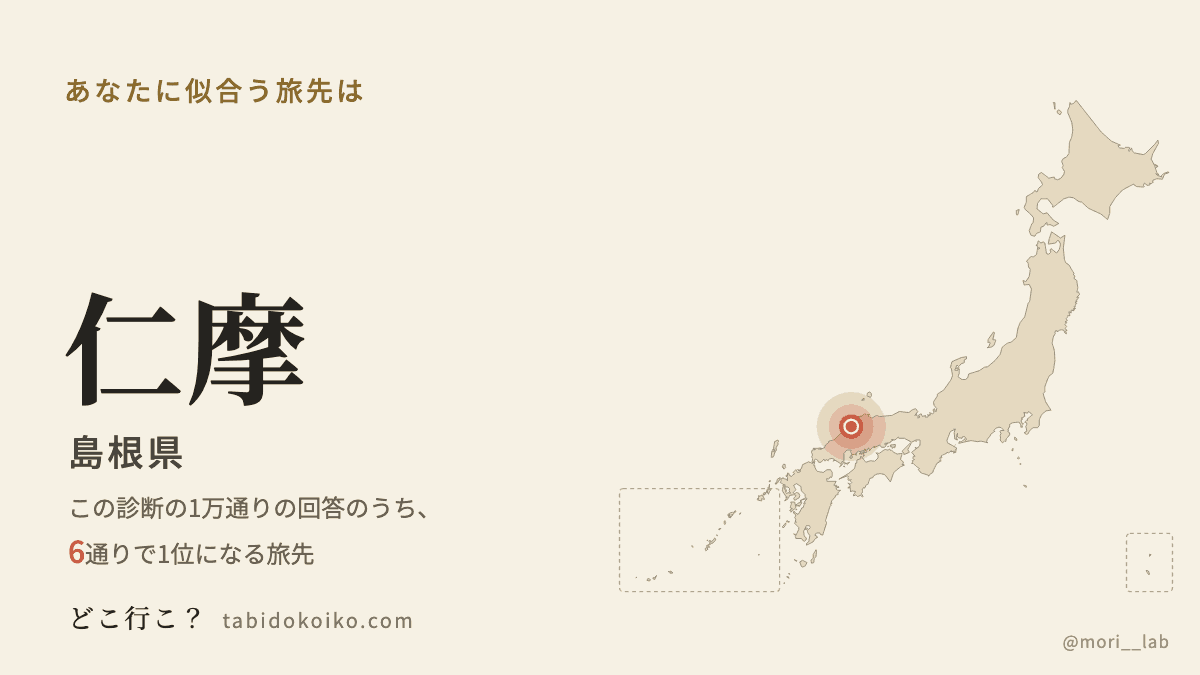 あなたに似合う旅先は
仁摩
島根県
この診断の1万通りの回答のうち、
6通りで1位になる旅先
どこ行こ？ tabidokoiko.com
@mori__lab